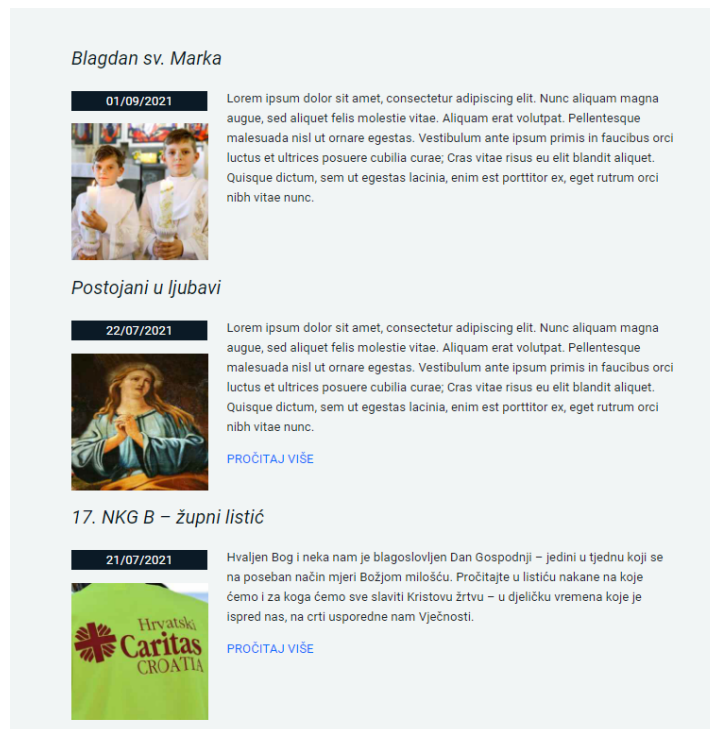 Blagdan sv. Marka
01/09/2021
Lorem ipsum dolor sit amet, consectetur adipiscing elit. Nunc aliquam magna
augue, sed aliquet felis molestie vitae. Aliquam erat volutpat. Pellentesque
malesuada nisl ut ornare egestas. Vestibulum ante ipsum primis in faucibus orci
luctus et ultrices posuere cubilia curae; Cras vitae risus eu elit blandit aliquet.
Quisque dictum, sem ut egestas lacinia, enim est porttitor ex, eget rutrum orci
nibh vitae nunc.
Postojani u ljubavi
22/07/2021
Lorem ipsum dolor sit amet, consectetur adipiscing elit. Nunc aliquam magna
augue, sed aliquet felis molestie vitae. Aliquam erat volutpat. Pellentesque
malesuada nisl ut ornare egestas. Vestibulum ante ipsum primis in faucibus orci
luctus et ultrices posuere cubilia curae; Cras vitae risus eu elit blandit aliquet.
Quisque dictum, sem ut egestas lacinia, enim est porttitor ex, eget rutrum orci
nibh vitae nunc.
PROČITAJ VIŠE
17. NKG B – župni listić
21/07/2021
Hrvatski
Caritas
CROATIA
Hvaljen Bog i neka nam je blagoslovljen Dan Gospodnji – jedini u tjednu koji se
na poseban način mjeri Božjom milošću. Pročitajte u listiću nakane na koje
ćemo i za koga ćemo sve slaviti Kristovu žrtvu – u djelićku vremena koje je
ispred nas, na crti usporedne nam Vječnosti.
PROČITAJ VIŠE